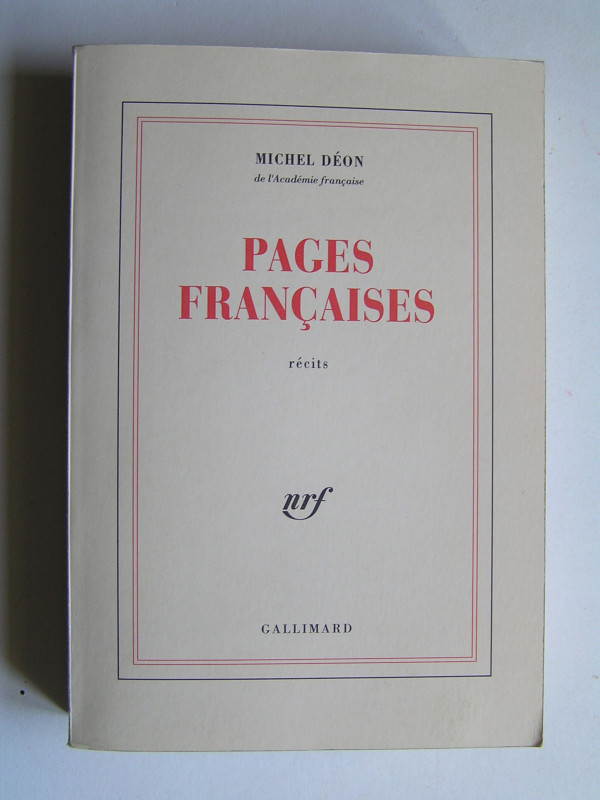 MICHEL DÉON
de l'Académie française
PAGES
FRANÇAISES
récits
nrf
GALLIMARD